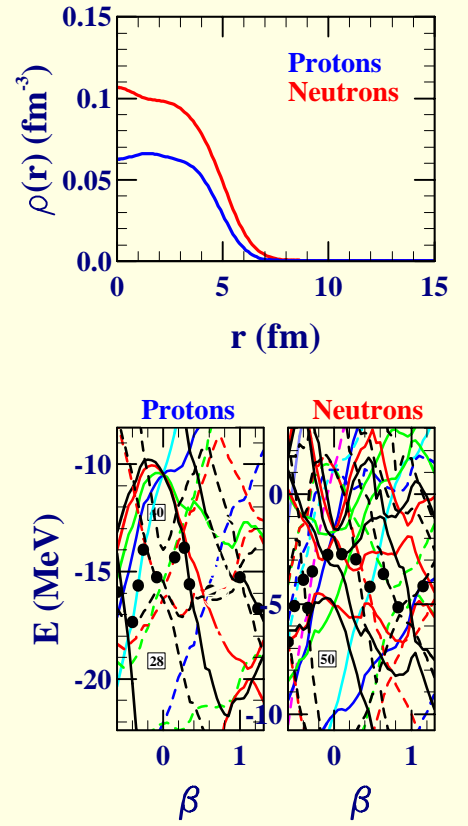 0.15
Protons
Neutrons
0.1
0.05
0.0
ρ(r) (fm⁻³)
0 5 10 15
r (fm)
Protons Neutrons
-10
-15
-20
E (MeV)
40
28
0
-5
-10
50
0 1 0 1
β β